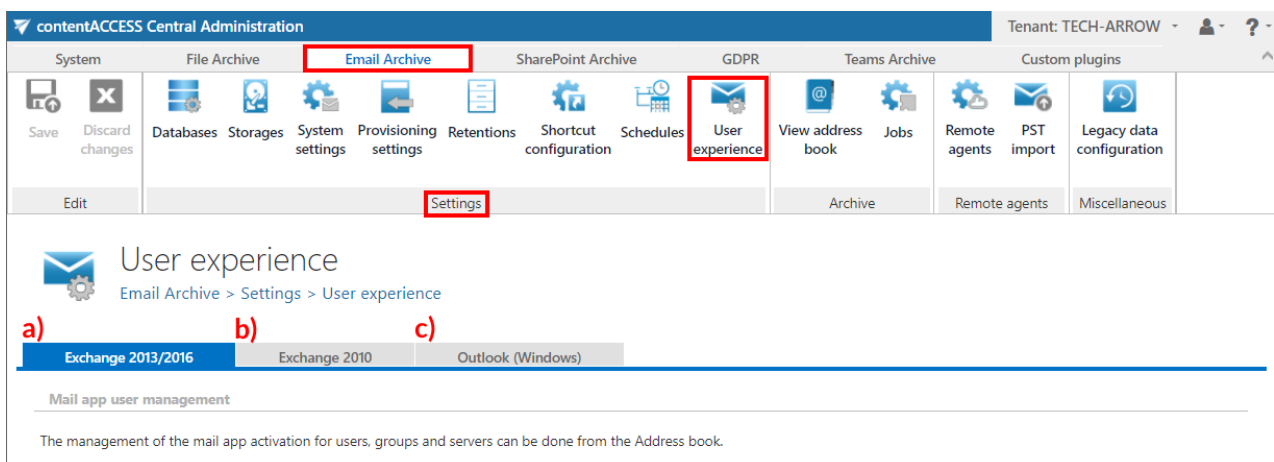 contentACCESS Central Administration Tenant: TECH-ARROW ?
System File Archive Email Archive SharePoint Archive GDPR Teams Archive Custom plugins
Save Discard changes Databases Storages System settings Provisioning settings Retentions Shortcut configuration Schedules User experience View address book Jobs Remote agents PST import Legacy data configuration
Edit Settings Archive Remote agents Miscellaneous
User experience
Email Archive > Settings > User experience
a) b) c)
Exchange 2013/2016 Exchange 2010 Outlook (Windows)
Mail app user management
The management of the mail app activation for users, groups and servers can be done from the Address book.